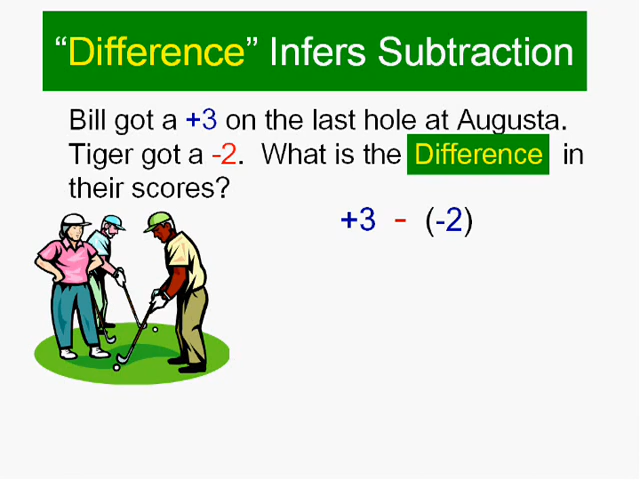 “Difference” Infers Subtraction
Bill got a +3 on the last hole at Augusta.
Tiger got a -2. What is the Difference in
their scores?
+3 - (-2)